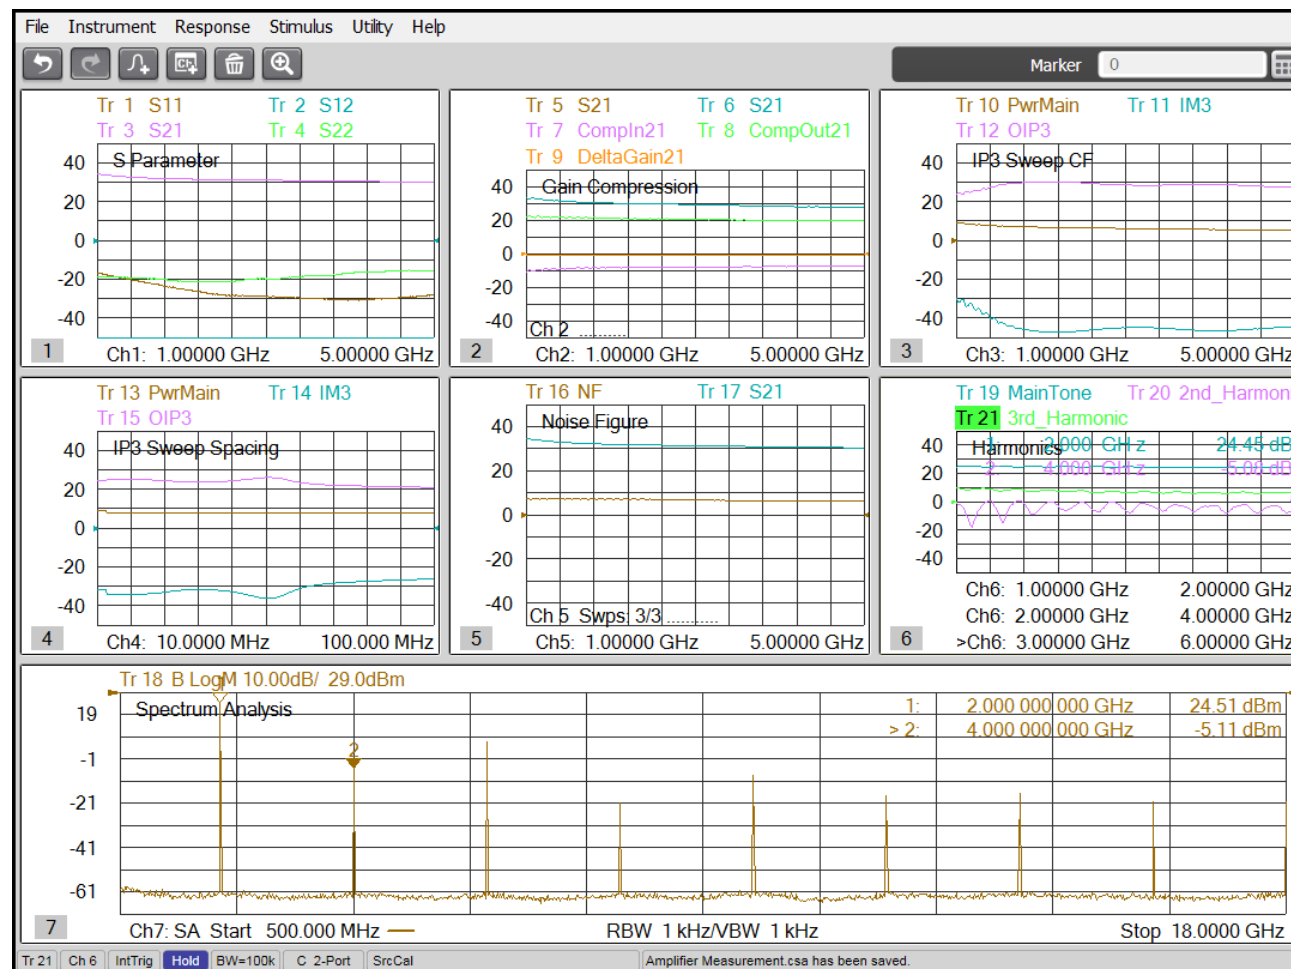 File Instrument Response Stimulus Utility Help
Marker 0
Tr 1 S11 Tr 2 S12
Tr 3 S21 Tr 4 S22
40 S Parameter
20
0
-20
-40
1 Ch1: 1.00000 GHz 5.00000 GHz
Tr 5 S21 Tr 6 S21
Tr 7 CompIn21 Tr 8 CompOut21
Tr 9 DeltaGain21
40 Gain Compression
20
0
-20
-40 Ch 2
2 Ch2: 1.00000 GHz 5.00000 GHz
Tr 10 PwrMain Tr 11 IM3
Tr 12 OIP3
40 IP3 Sweep CF
20
0
-20
-40
3 Ch3: 1.00000 GHz 5.00000 GHz
Tr 13 PwrMain Tr 14 IM3
Tr 15 OIP3
40 IP3 Sweep Spacing
20
0
-20
-40
4 Ch4: 10.0000 MHz 100.000 MHz
Tr 16 NF Tr 17 S21
40 Noise Figure
20
0
-20
-40 Ch 5 Swps: 3/3
5 Ch5: 1.00000 GHz 5.00000 GHz
Tr 19 MainTone Tr 20 2nd_Harmoni
Tr 21 3rd_Harmonic
40 Harmonics 1: 2.000 GHz 24.45 dB
20 2: 4.000 GHz -5.08 dB
0
-20
-40
Ch6: 1.00000 GHz 2.00000 GHz
Ch6: 2.00000 GHz 4.00000 GHz
6 >Ch6: 3.00000 GHz 6.00000 GHz
Tr 18 B LogM 10.00dB/ 29.0dBm
19 Spectrum Analysis 1: 2.000 000 000 GHz 24.51 dBm
> 2: 4.000 000 000 GHz -5.11 dBm
2
-1
-21
-41
-61
7 Ch7: SA Start 500.000 MHz RBW 1 kHz/VBW 1 kHz Stop 18.0000 GHz
Tr 21 Ch 6 IntTrig Hold BW=100k C 2-Port SrcCal Amplifier Measurement.csa has been saved.